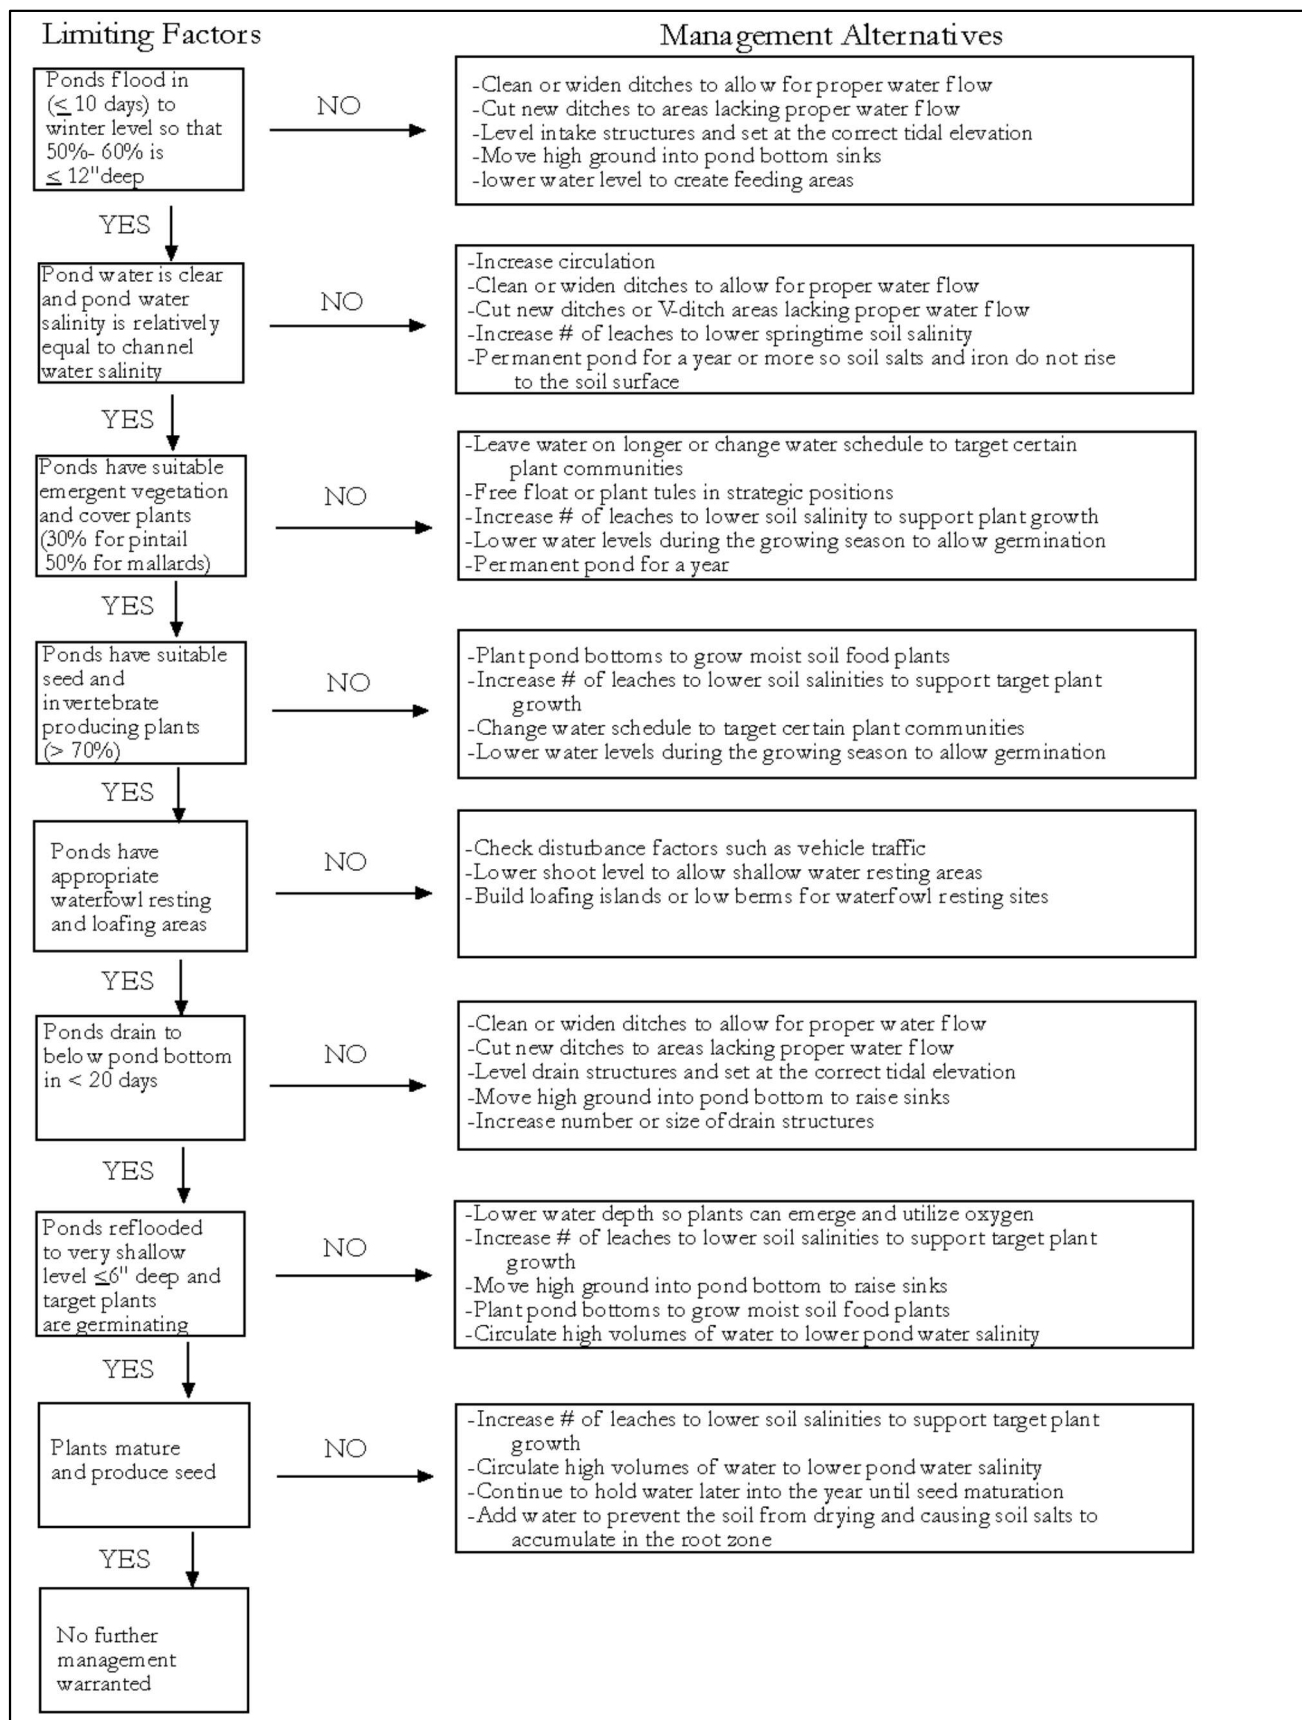 Limiting Factors
Management Alternatives
Ponds flood in
(≤ 10 days) to
winter level so that
50%- 60% is
≤ 12"deep
NO
-Clean or widen ditches to allow for proper water flow
-Cut new ditches to areas lacking proper water flow
-Level intake structures and set at the correct tidal elevation
-Move high ground into pond bottom sinks
-lower water level to create feeding areas
YES
Pond water is clear
and pond water
salinity is relatively
equal to channel
water salinity
NO
-Increase circulation
-Clean or widen ditches to allow for proper water flow
-Cut new ditches or V-ditch areas lacking proper water flow
-Increase # of leaches to lower springtime soil salinity
-Permanent pond for a year or more so soil salts and iron do not rise
to the soil surface
YES
Ponds have suitable
emergent vegetation
and cover plants
(30% for pintail
50% for mallards)
NO
-Leave water on longer or change water schedule to target certain
plant communities
-Free float or plant tules in strategic positions
-Increase # of leaches to lower soil salinity to support plant growth
-Lower water levels during the growing season to allow germination
-Permanent pond for a year
YES
Ponds have suitable
seed and
invertebrate
producing plants
(> 70%)
NO
-Plant pond bottoms to grow moist soil food plants
-Increase # of leaches to lower soil salinities to support target plant
growth
-Change water schedule to target certain plant communities
-Lower water levels during the growing season to allow germination
YES
Ponds have
appropriate
waterfowl resting
and loafing areas
NO
-Check disturbance factors such as vehicle traffic
-Lower shoot level to allow shallow water resting areas
-Build loafing islands or low berms for waterfowl resting sites
YES
Ponds drain to
below pond bottom
in < 20 days
NO
-Clean or widen ditches to allow for proper water flow
-Cut new ditches to areas lacking proper water flow
-Level drain structures and set at the correct tidal elevation
-Move high ground into pond bottom to raise sinks
-Increase number or size of drain structures
YES
Ponds reflooded
to very shallow
level ≤6" deep and
target plants
are germinating
NO
-Lower water depth so plants can emerge and utilize oxygen
-Increase # of leaches to lower soil salinities to support target plant
growth
-Move high ground into pond bottom to raise sinks
-Plant pond bottoms to grow moist soil food plants
-Circulate high volumes of water to lower pond water salinity
YES
Plants mature
and produce seed
NO
-Increase # of leaches to lower soil salinities to support target plant
growth
-Circulate high volumes of water to lower pond water salinity
-Continue to hold water later into the year until seed maturation
-Add water to prevent the soil from drying and causing soil salts to
accumulate in the root zone
YES
No further
management
warranted